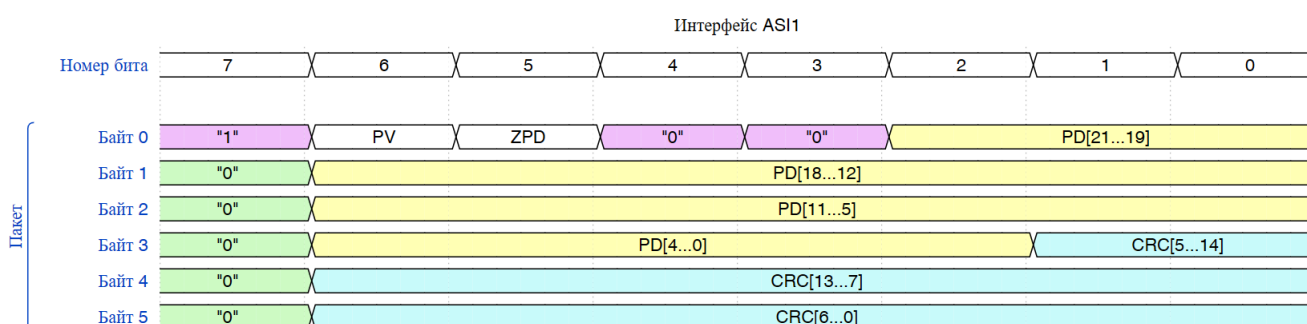 Интерфейс ASI1
Номер бита 7 6 5 4 3 2 1 0
Байт 0 "1" PV ZPD "0" "0" PD[21...19]
Байт 1 "0" PD[18...12]
Байт 2 "0" PD[11...5]
Байт 3 "0" PD[4...0] CRC[5...14]
Байт 4 "0" CRC[13...7]
Байт 5 "0" CRC[6...0]
Пакет